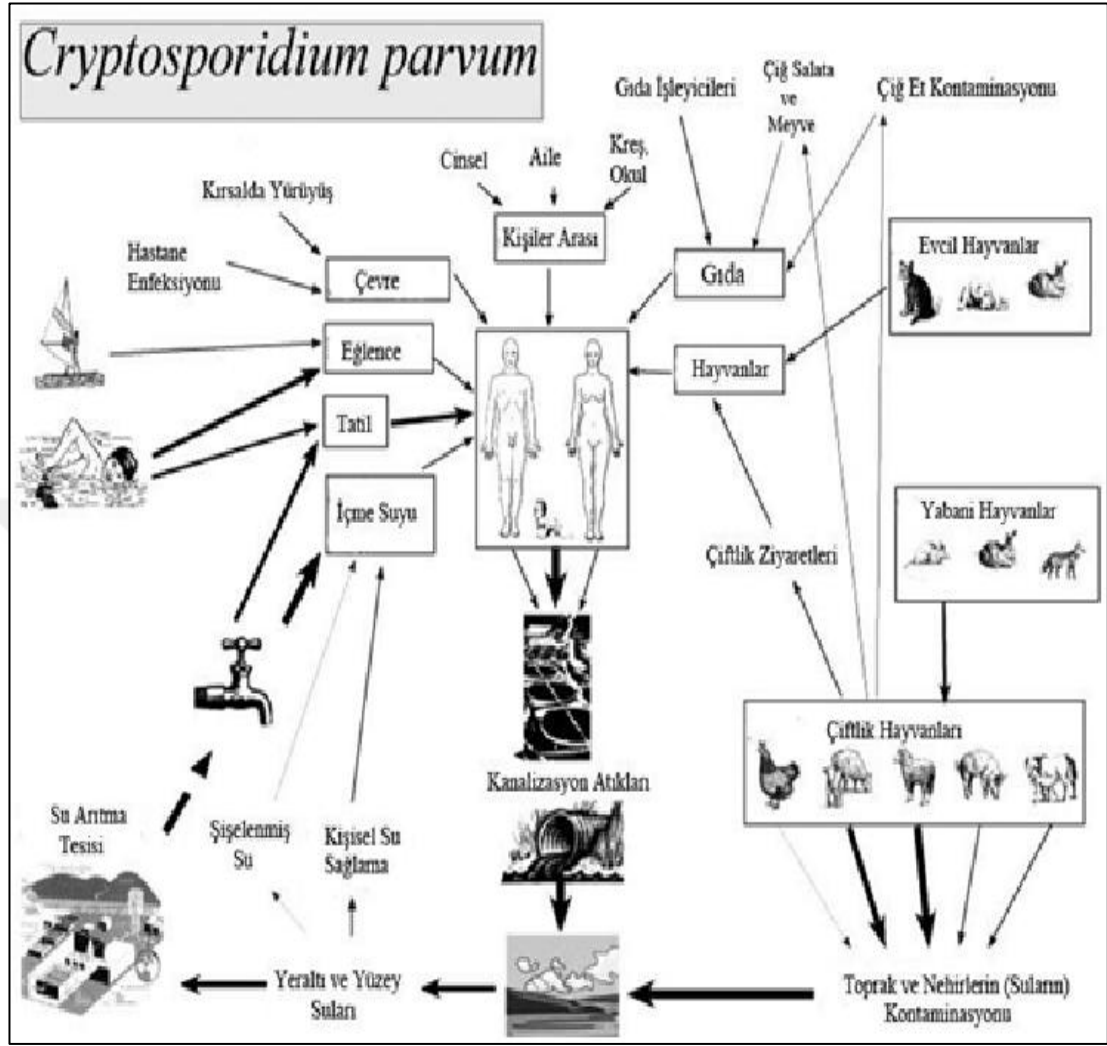 Cryptosporidium parvum
Gıda İşleyicileri
Çiğ Salata
ve
Meyve
Çiğ Et Kontaminasyonu
Cinsel
Aile
Kreş,
Okul
Kırsalda Yürüyüş
Kişiler Arası
Hastane
Enfeksiyonu
Çevre
Gıda
Evcil Hayvanlar
Eğlence
Hayvanlar
Tatil
İçme Suyu
Yabani Hayvanlar
Çiftlik Ziyaretleri
Çiftlik Hayvanları
Kanalizasyon Atıkları
Su Arıtma
Tesisi
Şişelenmiş
Su
Kişisel Su
Sağlama
Yeraltı ve Yüzey
Suları
Toprak ve Nehirlerin (Suların)
Kontaminasyonu